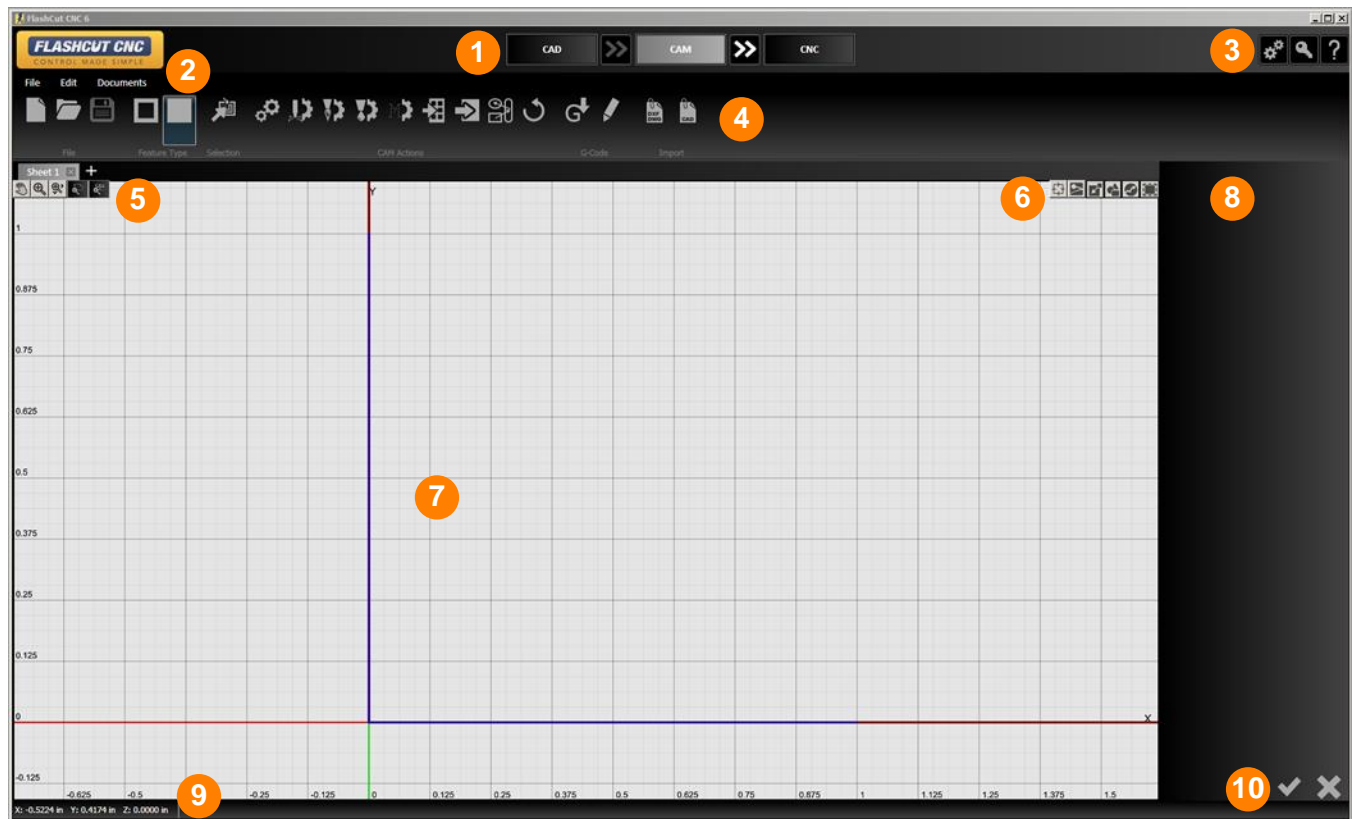 FlashCut CNC 6
FLASHCUT CNC
CONTROL MADE SIMPLE
1
CAD
CAM
CNC
3
?
2
File Edit Documents
4
File Feature Type Selection CAM Actions G-Code Import
DXF
DWG
CAD
Sheet 1
5
6
8
Y
1
0.875
0.75
0.625
0.5
7
0.375
0.25
0.125
0
X
-0.125
-0.625 -0.5 -0.25 -0.125 0 0.125 0.25 0.375 0.5 0.625 0.75 0.875 1 1.125 1.25 1.375 1.5
9
10
X: -0.5224 in Y: 0.4174 in Z: 0.0000 in